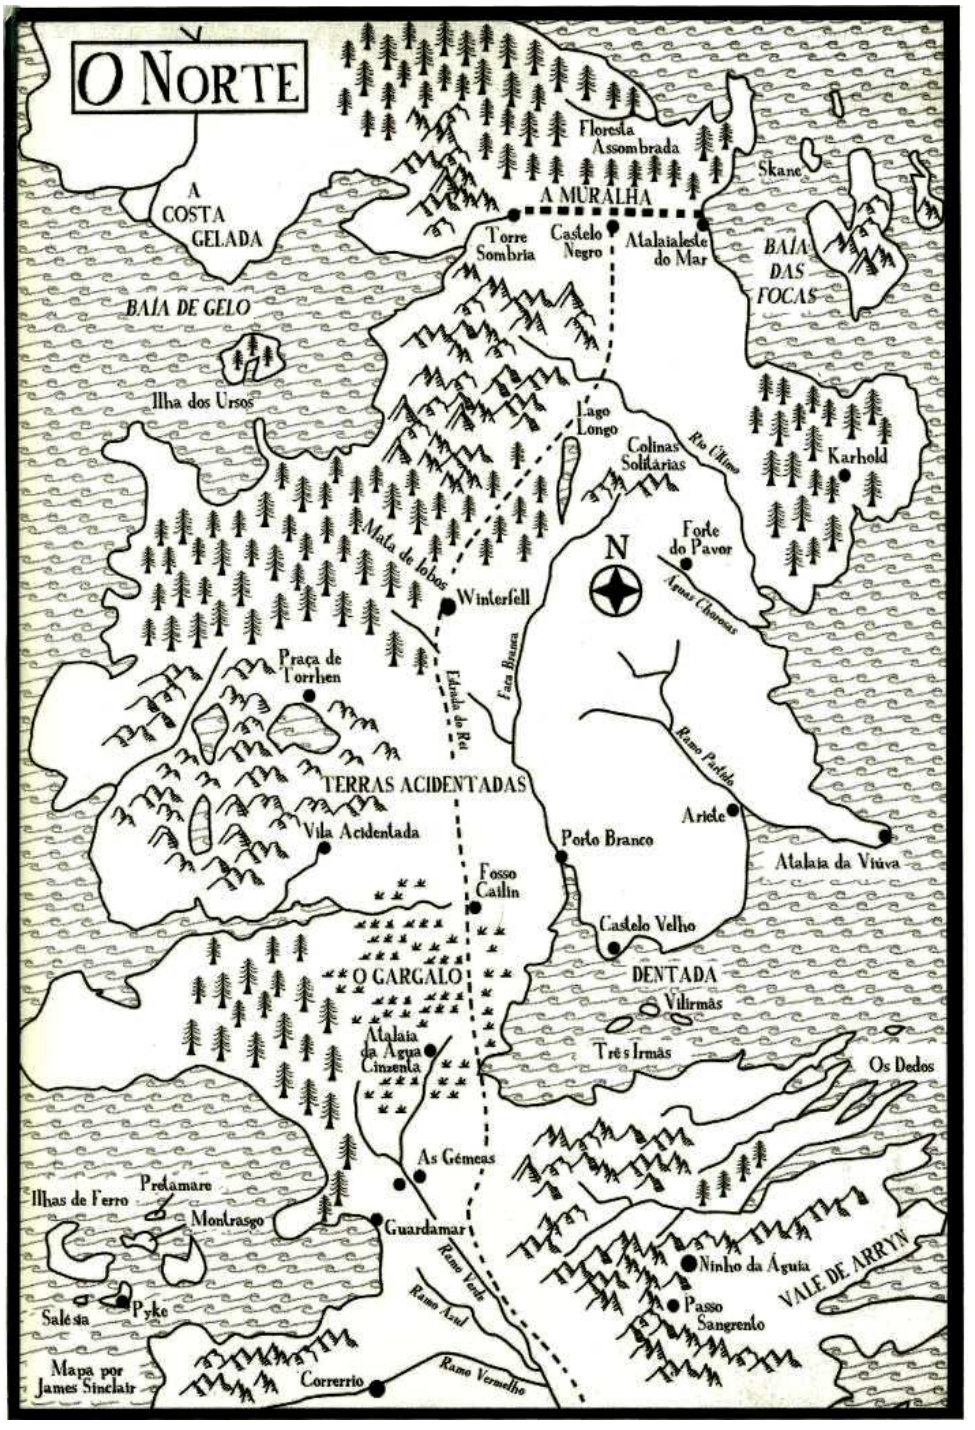 O NORTE
Floresta
Assombrada
Skane
A MURALHA
A
COSTA
GELADA
Torre
Sombria
Castelo
Negro
Atalaialeste
do Mar
BAÍA
DAS
FOCAS
BAÍA DE GELO
Ilha dos Ursos
Lago
Longo
Rio Último
Colinas
Solitárias
Karhold
Mata de lobos
N
Forte
do Pavor
Águas Chorosas
Winterfell
Faca Branca
Praça de
Torrhen
Estrada do Rei
Ramo Partido
TERRAS ACIDENTADAS
Ariete
Vila Acidentada
Porto Branco
Atalaia da Viúva
Fosso
Cailin
Castelo Velho
O GARGALO
DENTADA
Vilirmãs
Atalaia
da Água
Cinzenta
Três Irmãs
Os Dedos
As Gêmeas
Pretamare
Ilhas de Ferro
Montrasgo
Guardamar
Ramo Verde
Ninho da Águia
VALE DE ARRYN
Ramo Azul
Salésia
Pyke
Passo
Sangrento
Mapa por
James Sinclair
Correrrio
Ramo Vermelho